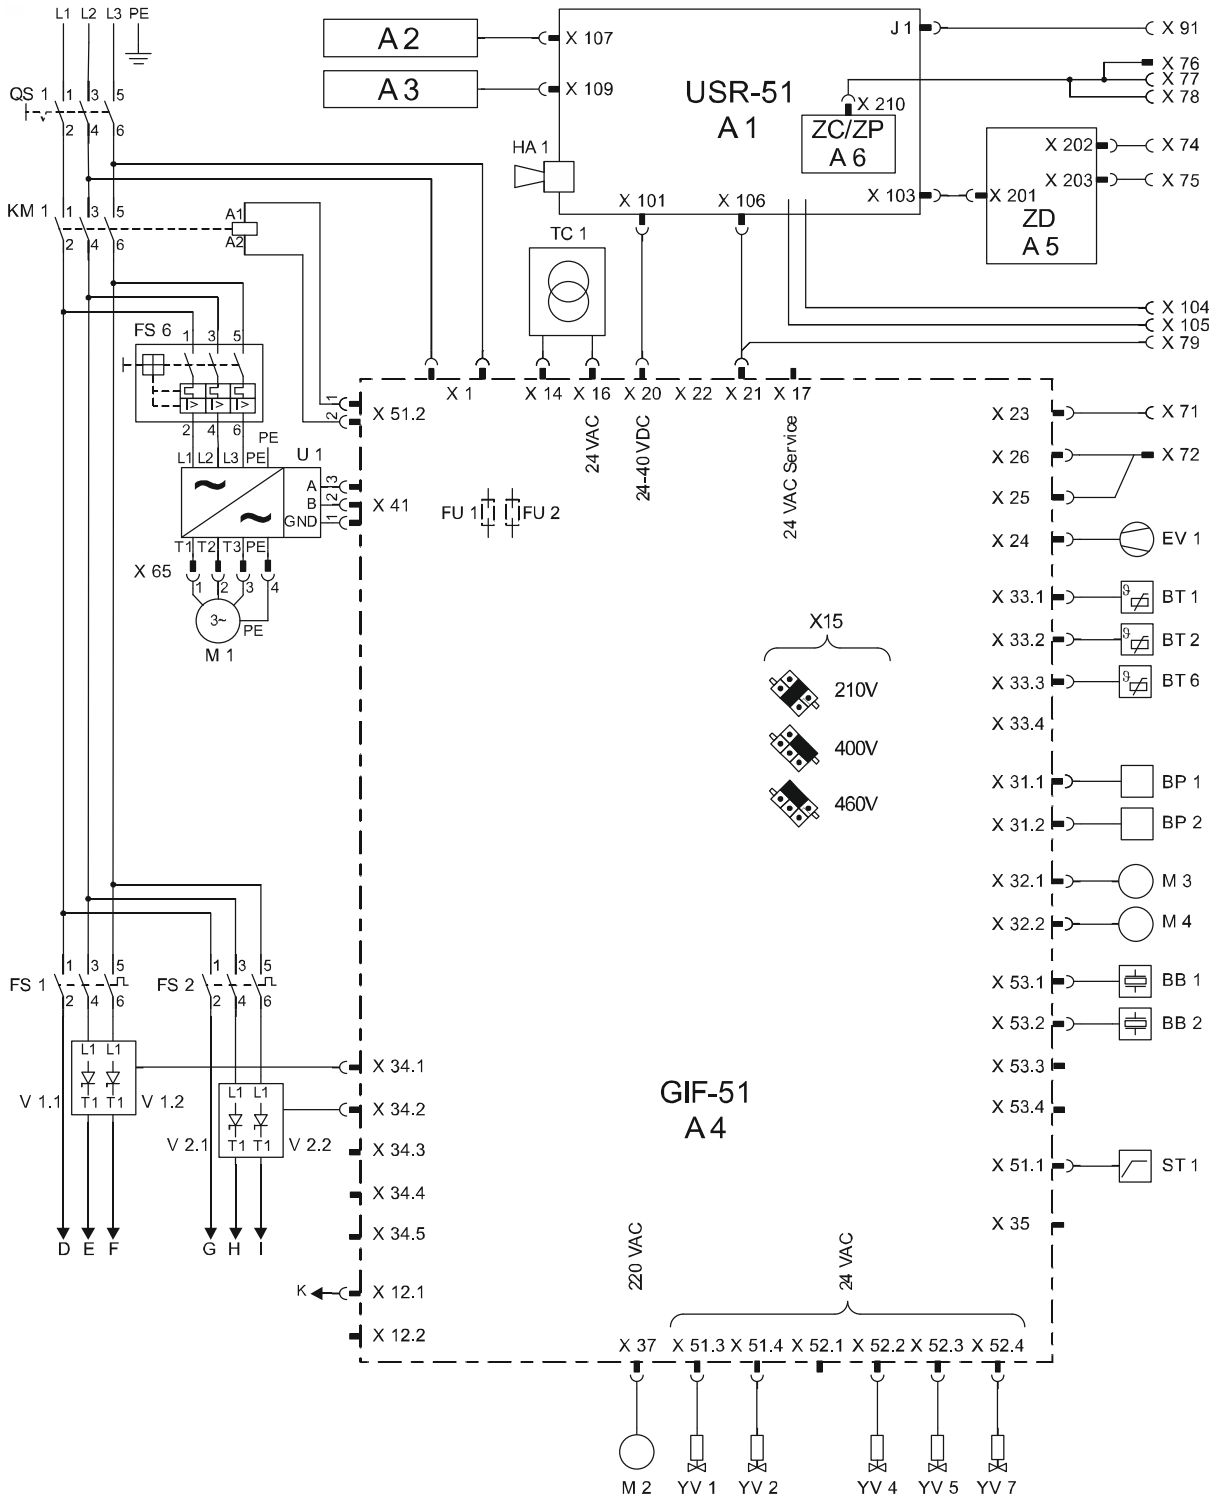 L1 L2 L3 PE
A 2
X 107
J 1
X 91
A 3
X 109
USR-51
A 1
X 76
X 77
X 78
QS 1
1 3 5
2 4 6
X 210
ZC/ZP
A 6
HA 1
X 202
X 74
X 203
X 75
X 101
X 106
X 103
X 201
ZD
A 5
KM 1
1 3 5
2 4 6
A1
A2
TC 1
X 104
X 105
X 79
FS 6
1 3 5
I> I> I>
2 4 6
PE
L1 L2 L3 PE
U 1
~
~
A
B
GND
3
2
1
T1 T2 T3 PE
X 65
1 2 3 4
3~
PE
M 1
1
2
X 51.2
X 41
X 1
X 14
X 16
X 20
X 22
X 21
X 17
24 VAC
24-40 VDC
24 VAC Service
FU 1
FU 2
X 23
X 71
X 26
X 72
X 25
X 24
EV 1
X 33.1
ϑ
BT 1
X 33.2
ϑ
BT 2
X 33.3
ϑ
BT 6
X 33.4
X15
210V
400V
460V
X 31.1
BP 1
X 31.2
BP 2
X 32.1
M 3
X 32.2
M 4
X 53.1
BB 1
X 53.2
BB 2
X 53.3
X 53.4
X 51.1
ST 1
X 35
FS 1
1 3 5
2 4 6
FS 2
1 3 5
2 4 6
L1 L1
T1 T1
V 1.1
V 1.2
L1 L1
T1 T1
V 2.1
V 2.2
X 34.1
X 34.2
X 34.3
X 34.4
X 34.5
D E F
G H I
K
X 12.1
X 12.2
GIF-51
A 4
220 VAC
24 VAC
X 37
X 51.3
X 51.4
X 52.1
X 52.2
X 52.3
X 52.4
M 2
YV 1
YV 2
YV 4
YV 5
YV 7